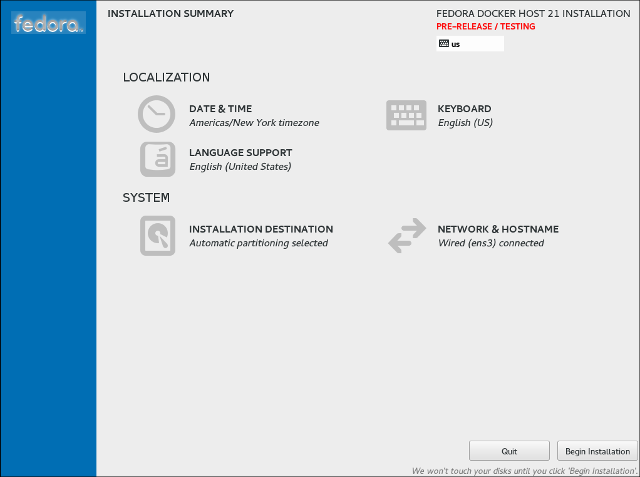 fedora
INSTALLATION SUMMARY
FEDORA DOCKER HOST 21 INSTALLATION
PRE-RELEASE / TESTING
us
LOCALIZATION
DATE & TIME
Americas/New York timezone
KEYBOARD
English (US)
LANGUAGE SUPPORT
English (United States)
SYSTEM
INSTALLATION DESTINATION
Automatic partitioning selected
NETWORK & HOSTNAME
Wired (ens3) connected
Quit
Begin Installation
We won't touch your disks until you click 'Begin Installation'.